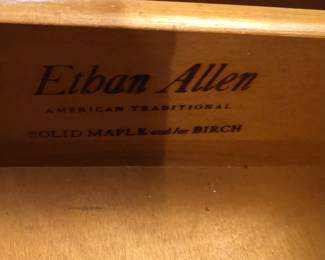 Ethan Allen
AMERICAN TRADITIONAL
SOLID MAPLE and/or BIRCH